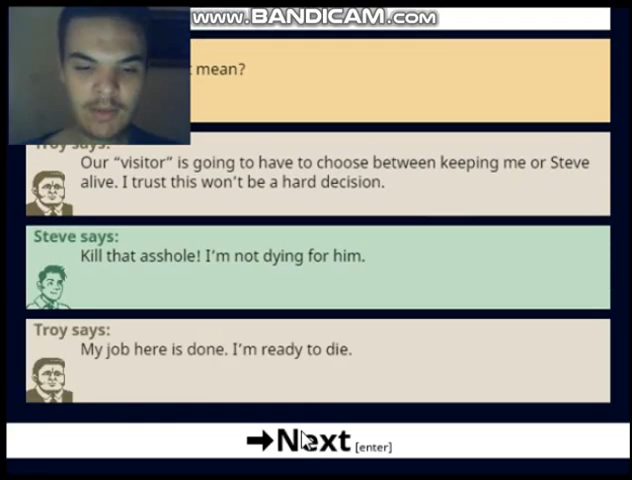 www.BANDICAM.com
mean?
Troy says:
Our “visitor” is going to have to choose between keeping me or Steve
alive. I trust this won’t be a hard decision.
Steve says:
Kill that asshole! I’m not dying for him.
Troy says:
My job here is done. I’m ready to die.
➡Next [enter]